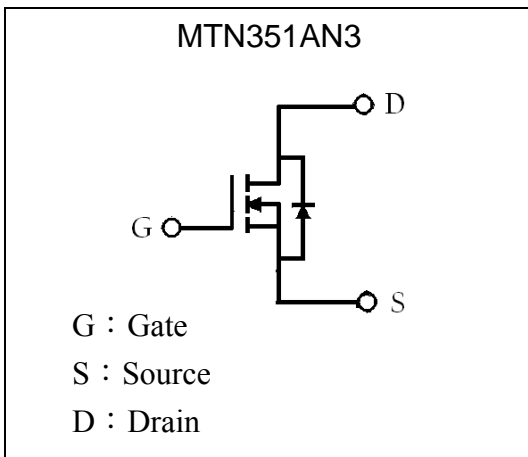 MTN351AN3
D
G
S
G：Gate
S：Source
D：Drain